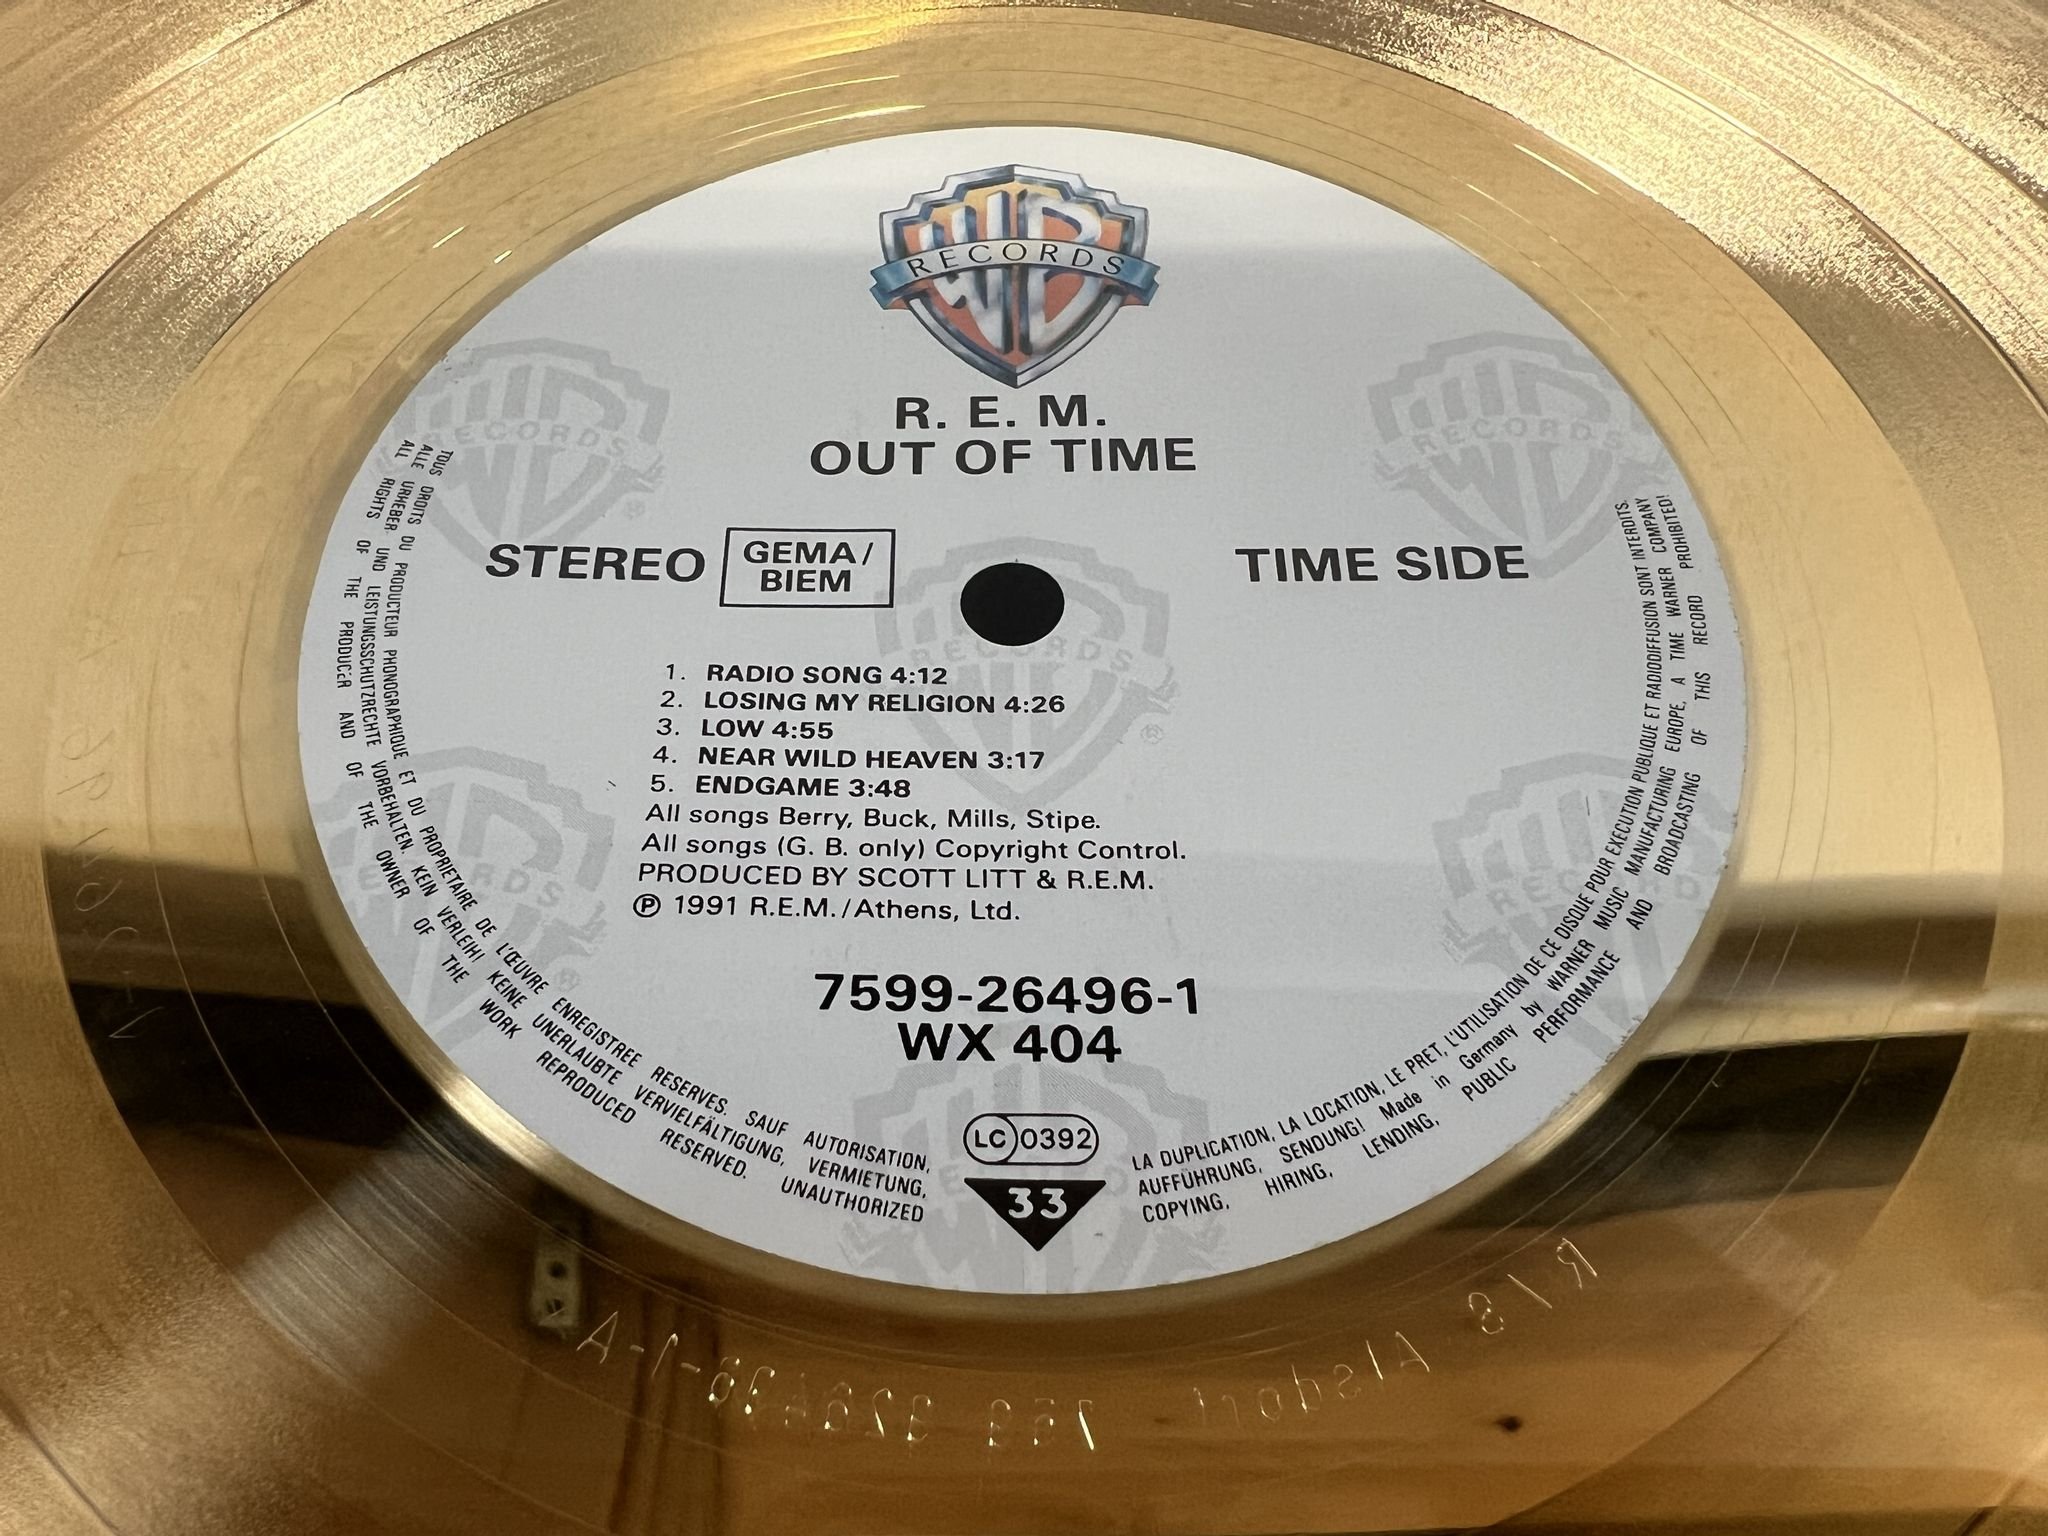 WB
RECORDS
R. E. M.
OUT OF TIME
STEREO
GEMA/
BIEM
TIME SIDE
1. RADIO SONG 4:12
2. LOSING MY RELIGION 4:26
3. LOW 4:55
4. NEAR WILD HEAVEN 3:17
5. ENDGAME 3:48
All songs Berry, Buck, Mills, Stipe.
All songs (G. B. only) Copyright Control.
PRODUCED BY SCOTT LITT & R.E.M.
℗ 1991 R.E.M./Athens, Ltd.
7599-26496-1
WX 404
LC 0392
33
TOUS DROITS DU PRODUCTEUR PHONOGRAPHIQUE ET DU PROPRIETAIRE DE L'ŒUVRE ENREGISTREE RESERVES. SAUF AUTORISATION, LA DUPLICATION, LA LOCATION, LE PRET, L'UTILISATION DE CE DISQUE POUR EXECUTION PUBLIQUE ET RADIODIFFUSION SONT INTERDITS.
ALLE URHEBER- UND LEISTUNGSSCHUTZRECHTE VORBEHALTEN. KEIN VERLEIH! KEINE UNERLAUBTE VERVIELFÄLTIGUNG, VERMIETUNG, AUFFÜHRUNG, SENDUNG! Made in Germany by WARNER MUSIC MANUFACTURING EUROPE, A TIME WARNER COMPANY
ALL RIGHTS OF THE PRODUCER AND OF THE OWNER OF THE WORK REPRODUCED RESERVED. UNAUTHORIZED COPYING, HIRING, LENDING, PUBLIC PERFORMANCE AND BROADCASTING OF THIS RECORD PROHIBITED!
R/S Alsdorf